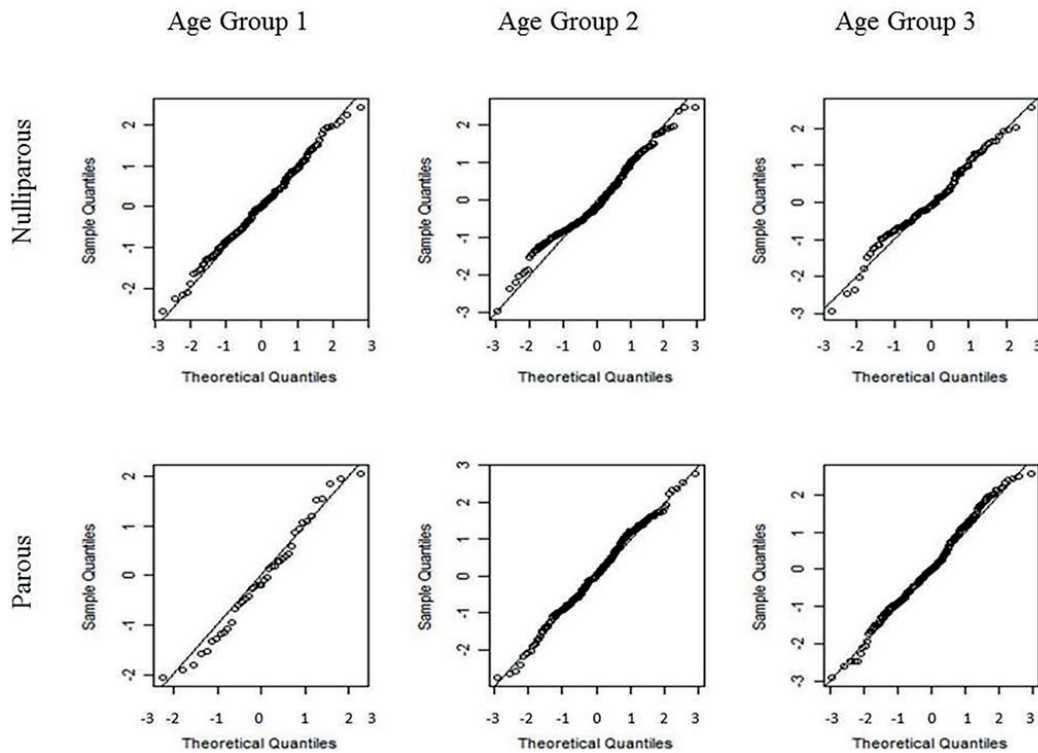 Age Group 1 Age Group 2 Age Group 3
Nulliparous
Sample Quantiles
2
1
0
-1
-2
-3 -2 -1 0 1 2 3
Theoretical Quantiles
Sample Quantiles
2
1
0
-1
-2
-3
-3 -2 -1 0 1 2 3
Theoretical Quantiles
Sample Quantiles
2
1
0
-1
-2
-3
-3 -2 -1 0 1 2 3
Theoretical Quantiles
Parous
Sample Quantiles
2
1
0
-1
-2
-3 -2 -1 0 1 2 3
Theoretical Quantiles
Sample Quantiles
3
2
1
0
-1
-2
-3 -2 -1 0 1 2 3
Theoretical Quantiles
Sample Quantiles
2
1
0
-1
-2
-3
-3 -2 -1 0 1 2 3
Theoretical Quantiles